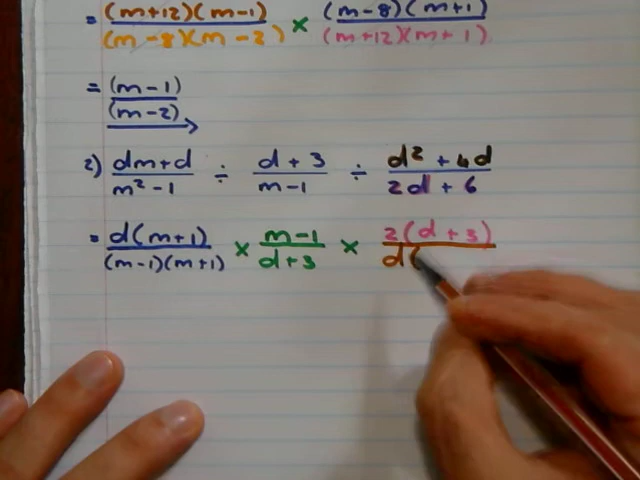 = (m+12)(m-1) / (m-8)(m-2) × (m-8)(m+1) / (m+12)(m+1)
= (m-1) / (m-2)
2) dm+d / m²-1 ÷ d+3 / m-1 ÷ d²+4d / 2d+6
= d(m+1) / (m-1)(m+1) × m-1 / d+3 × 2(d+3) / d(